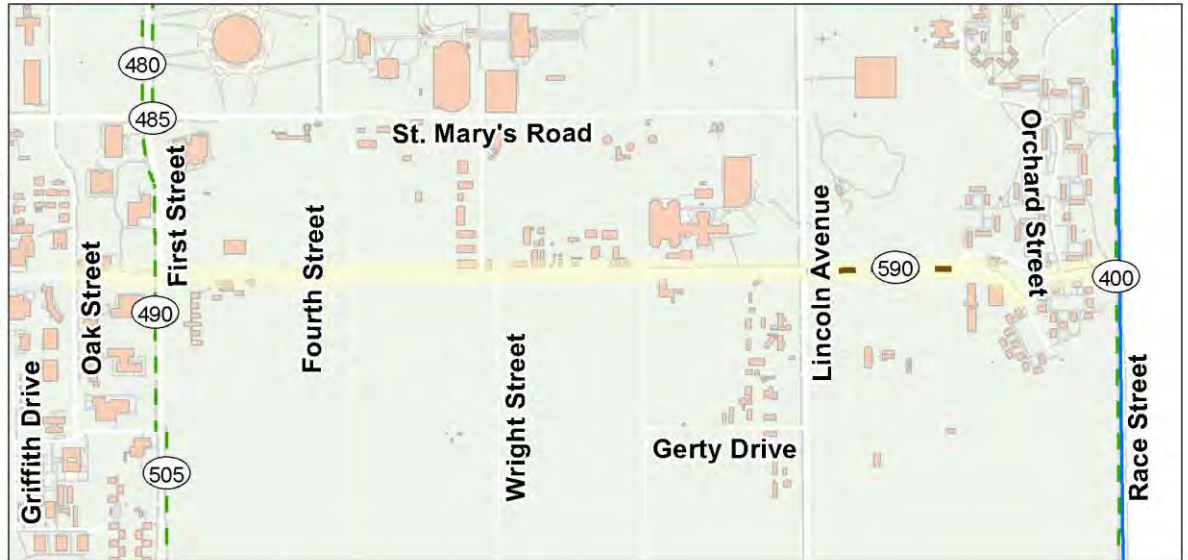 480
485
St. Mary's Road
First Street
Orchard Street
Oak Street
Fourth Street
Lincoln Avenue
590
400
490
Griffith Drive
Wright Street
Race Street
Gerty Drive
505